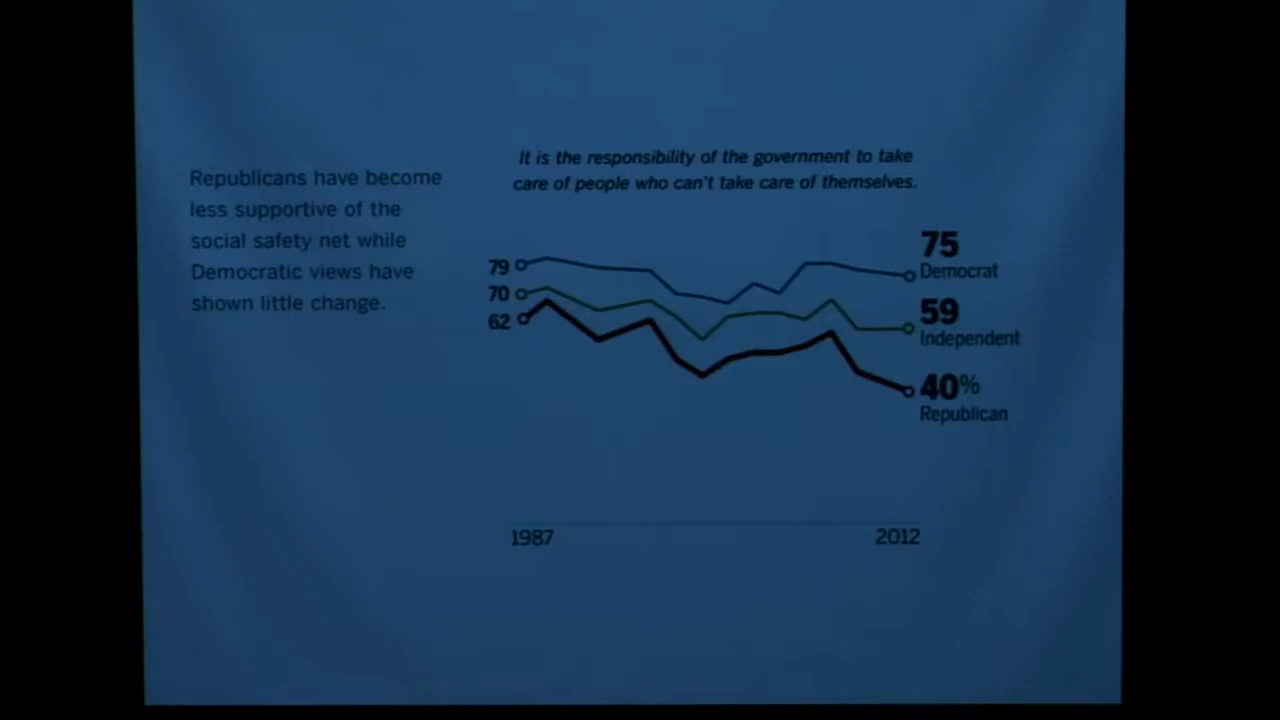 Republicans have become
less supportive of the
social safety net while
Democratic views have
shown little change.
It is the responsibility of the government to take
care of people who can't take care of themselves.
79
70
62
75
Democrat
59
Independent
40%
Republican
1987
2012